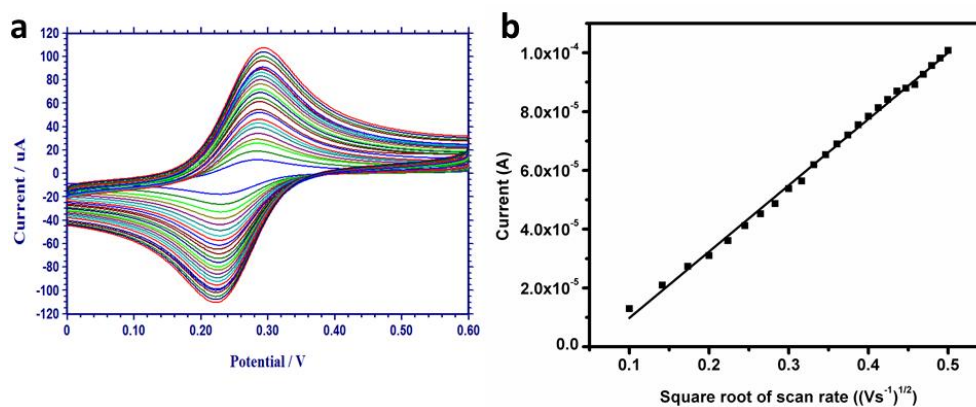 a
120
100
80
60
40
20
0
-20
-40
-60
-80
-100
-120
Current / uA
0
0.10
0.20
0.30
0.40
0.50
0.60
Potential / V
b
1.0x10⁻⁴
8.0x10⁻⁵
6.0x10⁻⁵
4.0x10⁻⁵
2.0x10⁻⁵
0.0
Current (A)
0.1
0.2
0.3
0.4
0.5
Square root of scan rate ((Vs⁻¹)¹/²)